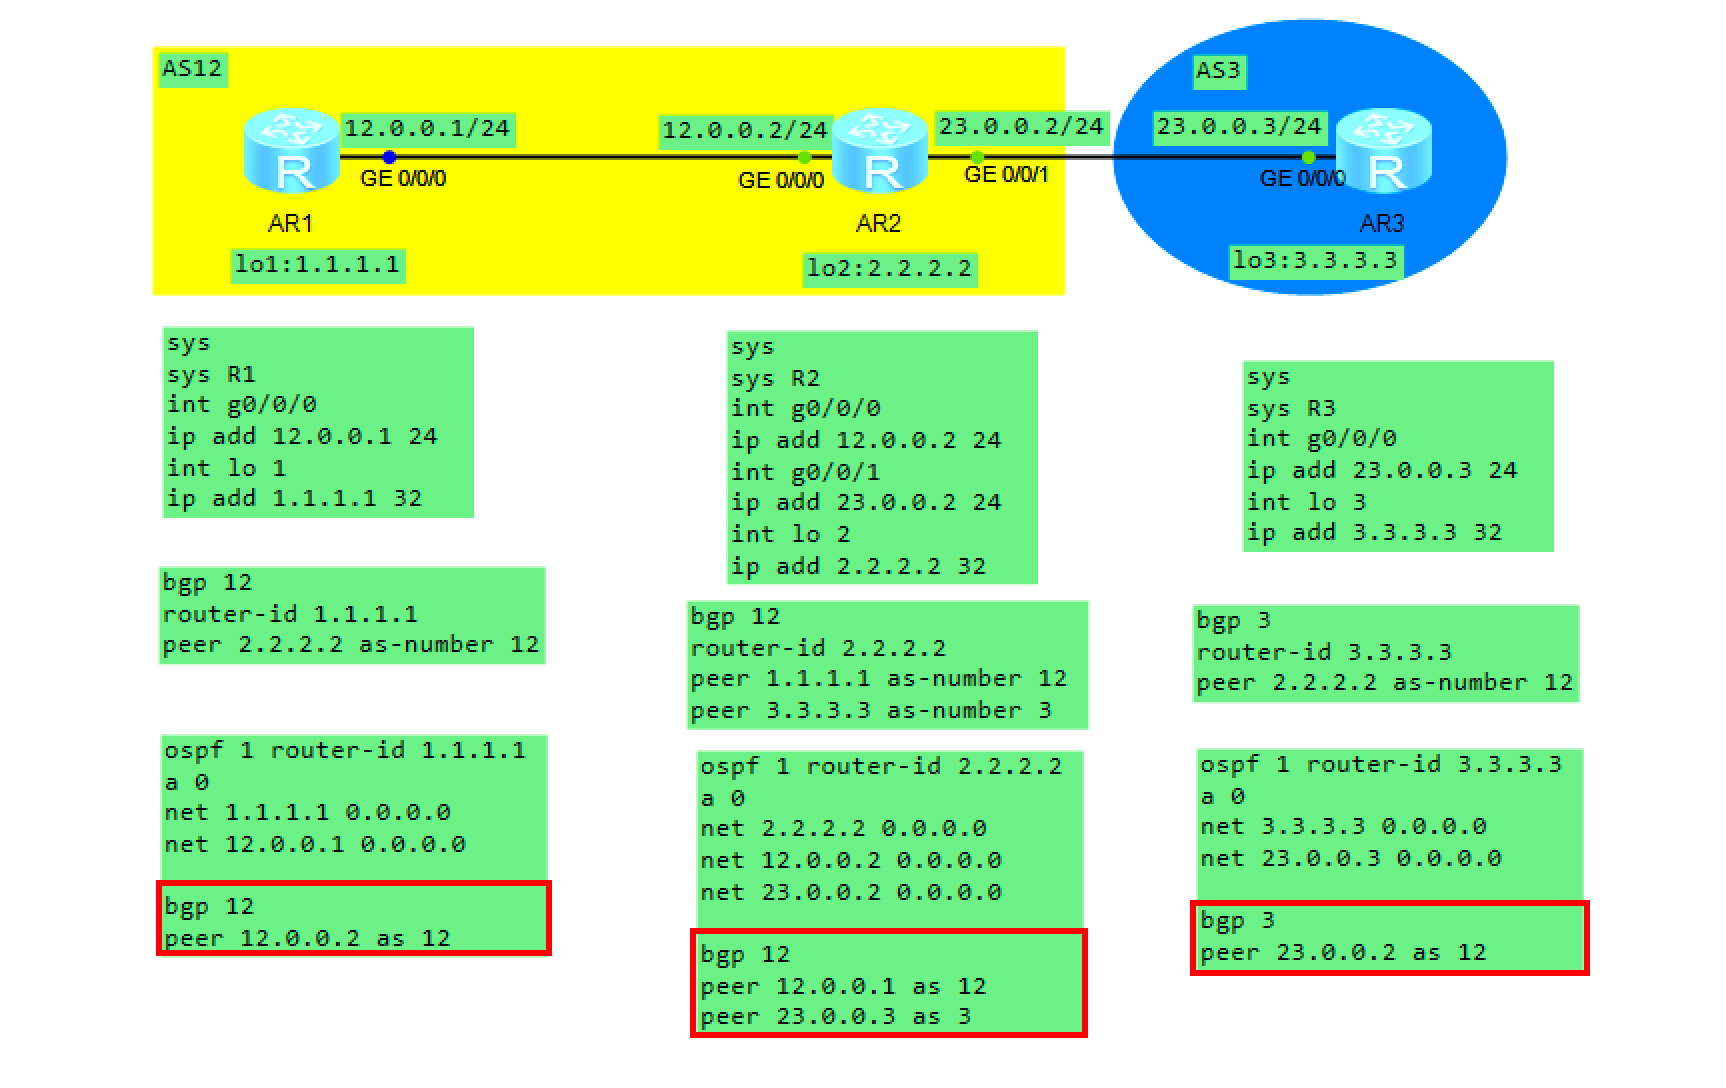 AS12
AS3
12.0.0.1/24
12.0.0.2/24
23.0.0.2/24
23.0.0.3/24
R
R
R
GE 0/0/0
GE 0/0/0
GE 0/0/1
GE 0/0/0
AR1
AR2
AR3
lo1:1.1.1.1
lo2:2.2.2.2
lo3:3.3.3.3
sys
sys R1
int g0/0/0
ip add 12.0.0.1 24
int lo 1
ip add 1.1.1.1 32
sys
sys R2
int g0/0/0
ip add 12.0.0.2 24
int g0/0/1
ip add 23.0.0.2 24
int lo 2
ip add 2.2.2.2 32
sys
sys R3
int g0/0/0
ip add 23.0.0.3 24
int lo 3
ip add 3.3.3.3 32
bgp 12
router-id 1.1.1.1
peer 2.2.2.2 as-number 12
bgp 12
router-id 2.2.2.2
peer 1.1.1.1 as-number 12
peer 3.3.3.3 as-number 3
bgp 3
router-id 3.3.3.3
peer 2.2.2.2 as-number 12
ospf 1 router-id 1.1.1.1
a 0
net 1.1.1.1 0.0.0.0
net 12.0.0.1 0.0.0.0
bgp 12
peer 12.0.0.2 as 12
ospf 1 router-id 2.2.2.2
a 0
net 2.2.2.2 0.0.0.0
net 12.0.0.2 0.0.0.0
net 23.0.0.2 0.0.0.0
bgp 12
peer 12.0.0.1 as 12
peer 23.0.0.3 as 3
ospf 1 router-id 3.3.3.3
a 0
net 3.3.3.3 0.0.0.0
net 23.0.0.3 0.0.0.0
bgp 3
peer 23.0.0.2 as 12